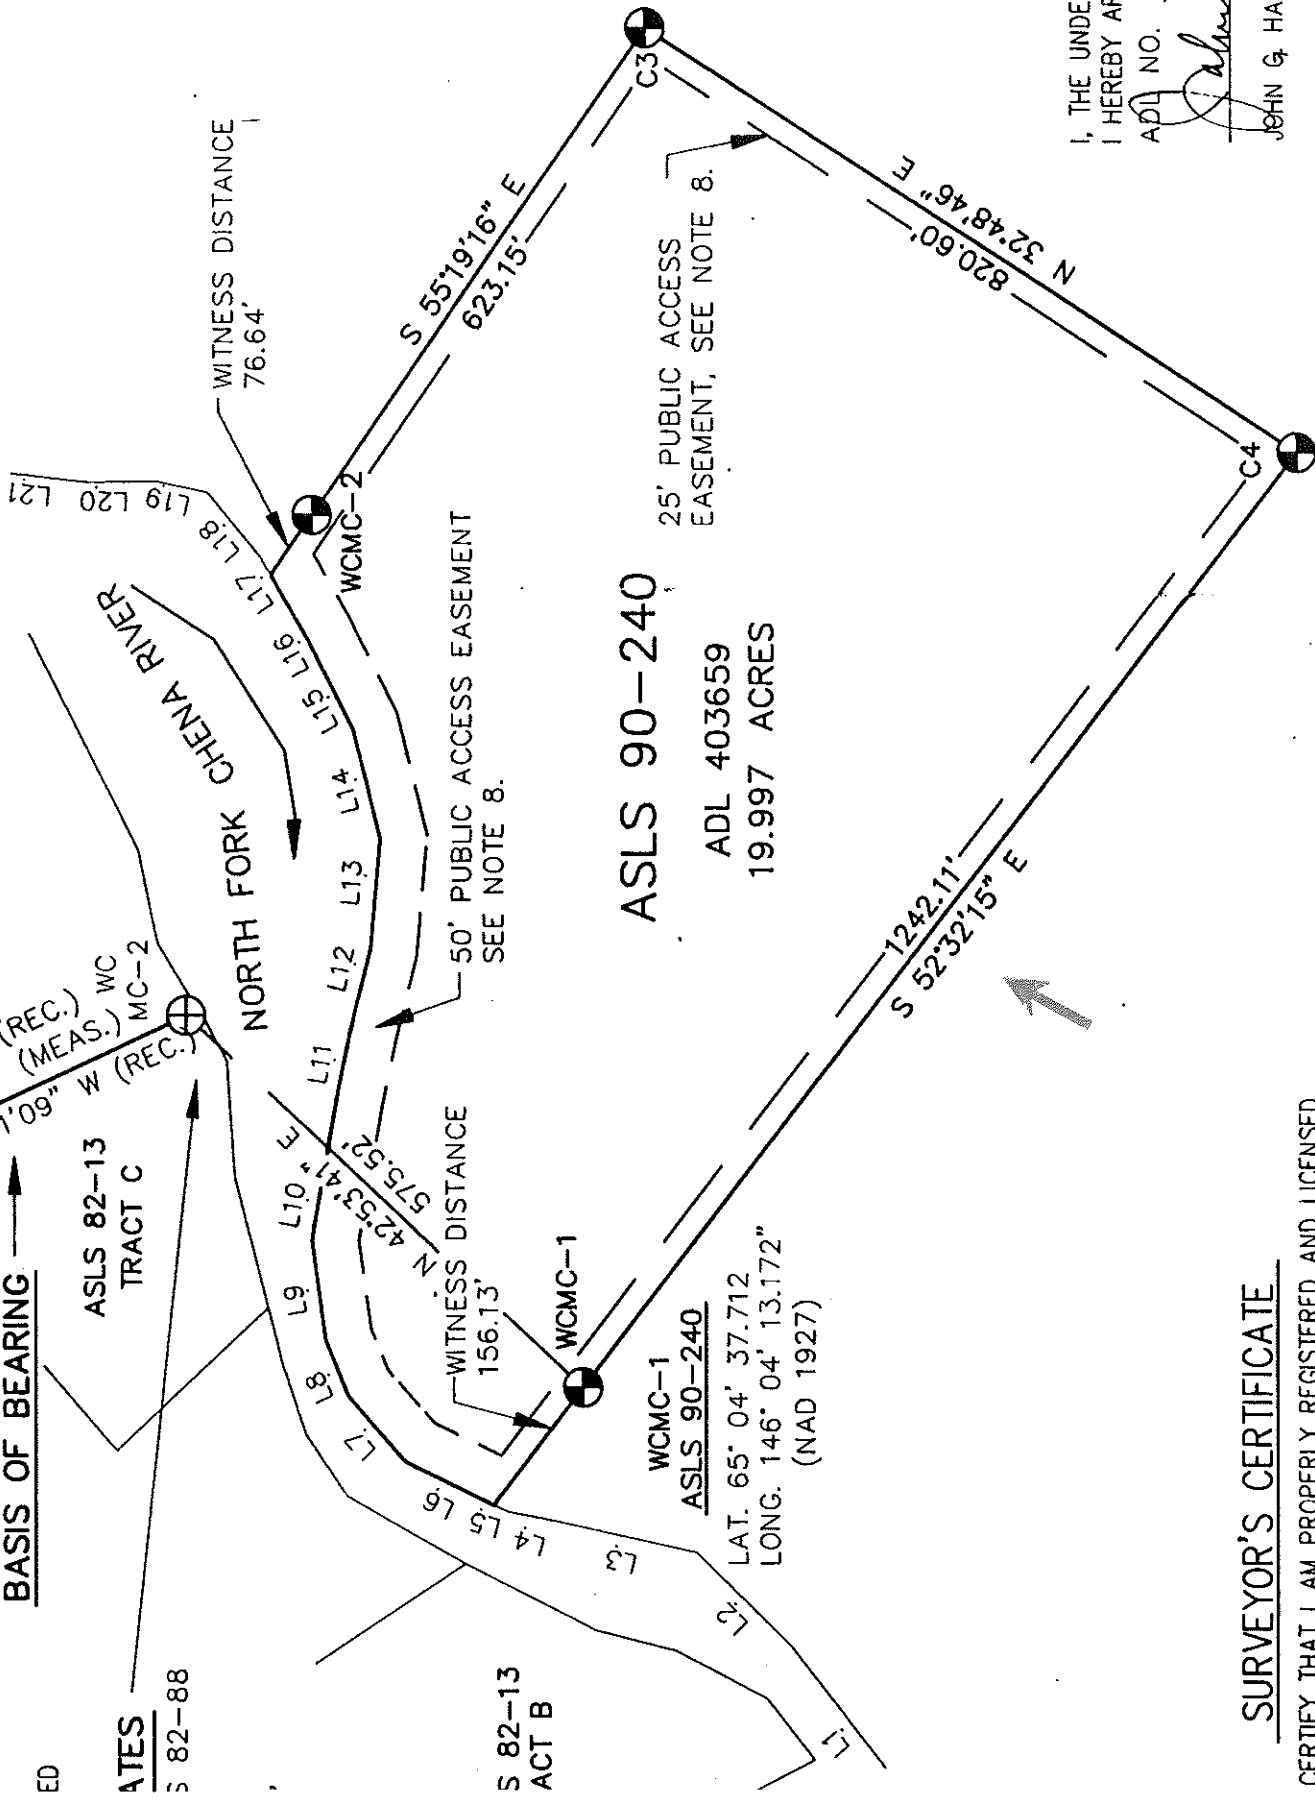 BASIS OF BEARING
ED
ATES
S 82-88
(REC.) WC
(MEAS.) MC-2
1'09" W (REC.)
ASLS 82-13
TRACT C
NORTH FORK CHENA RIVER
WITNESS DISTANCE
76.64'
L21
L20
L19
L18
L17
L16
L15
L14
L13
L12
L11
L10
L9
L8
L7
L6
L5
L4
L3
L2
L1
WCMC-2
S 55°19'16" E
623.15'
C3
50' PUBLIC ACCESS EASEMENT
SEE NOTE 8.
25' PUBLIC ACCESS
EASEMENT, SEE NOTE 8.
N 32°48'46" E
820.60'
C4
ASLS 90-240
ADL 403659
19.997 ACRES
1242.11'
S 52°32'15" E
N 42°53'41" E
575.52'
WITNESS DISTANCE
156.13'
WCMC-1
WCMC-1
ASLS 90-240
LAT. 65° 04' 37.712
LONG. 146° 04' 13.172"
(NAD 1927)
S 82-13
ACT B
I, THE UNDE
I HEREBY AP
ADL NO.
JOHN G. HA
SURVEYOR'S CERTIFICATE
CERTIFY THAT I AM PROPERLY REGISTERED AND LICENSED